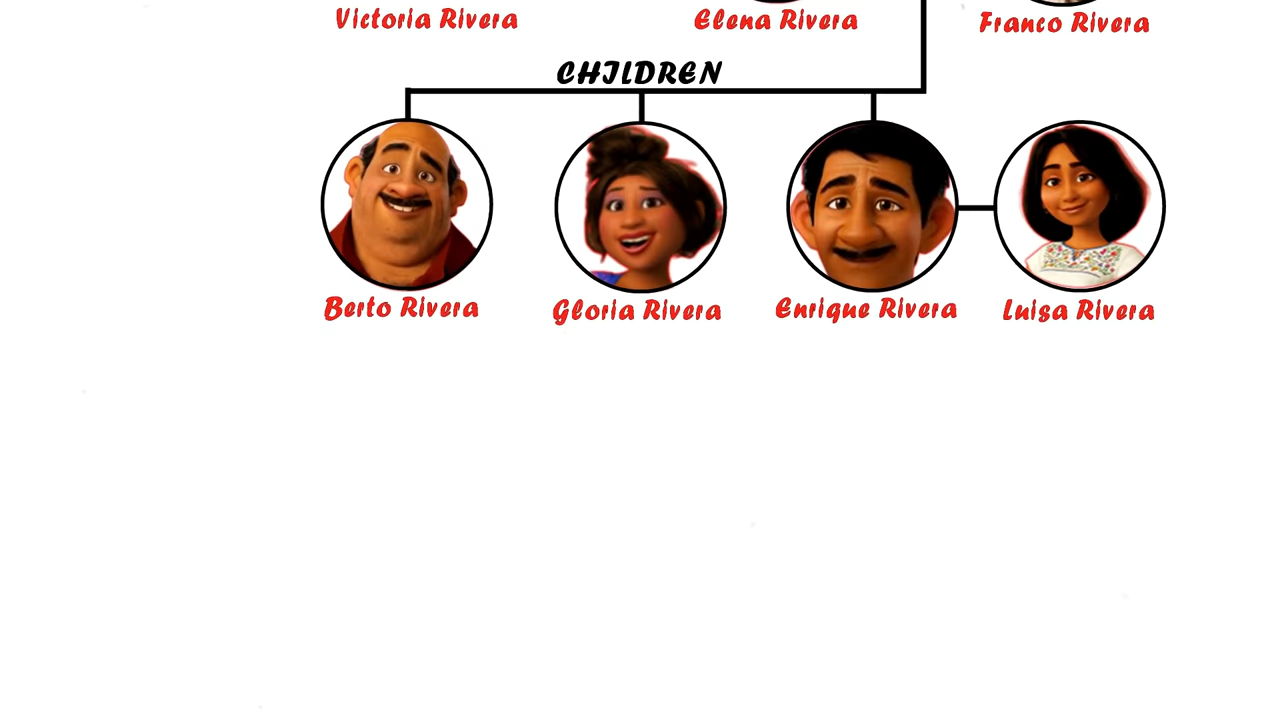 Victoria Rivera
Elena Rivera
Franco Rivera
CHILDREN
Berto Rivera
Gloria Rivera
Enrique Rivera
Luisa Rivera